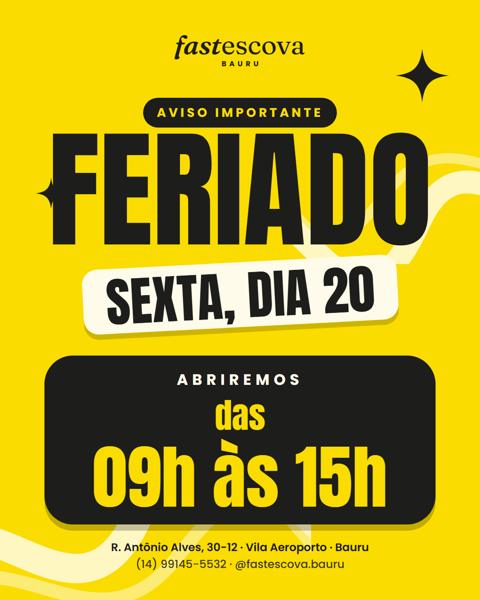 fastescova
BAURU
AVISO IMPORTANTE
FERIADO
SEXTA, DIA 20
ABRIREMOS
das
09h às 15h
R. Antônio Alves, 30-12 · Vila Aeroporto · Bauru
(14) 99145-5532 · @fastescova.bauru